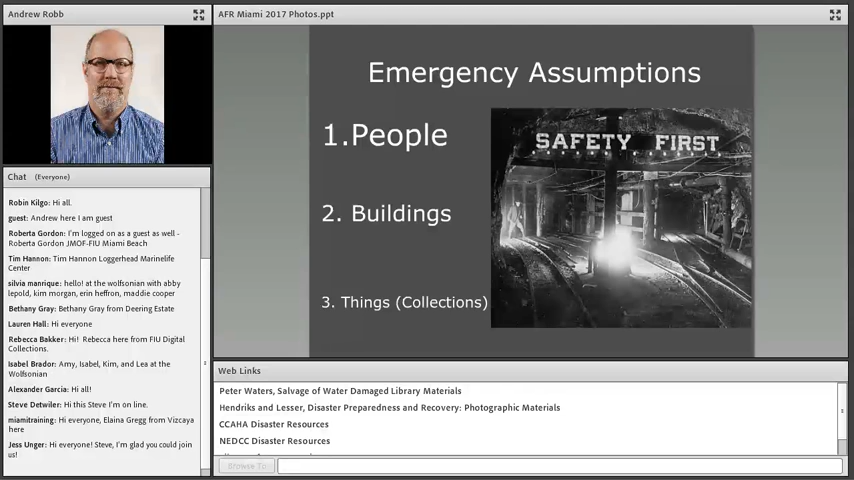 Andrew Robb
AFR Miami 2017 Photos.ppt
Emergency Assumptions
1.People
SAFETY FIRST
2. Buildings
3. Things (Collections)
Chat (Everyone)
Robin Kilgo: Hi all.
guest: Andrew here I am guest
Roberta Gordon: I'm logged on as a guest as well -
Roberta Gordon JMOF-FIU Miami Beach
Tim Hannon: Tim Hannon Loggerhead Marinelife
Center
silvia manrique: hello! at the wolfsonian with abby
lepold, kim morgan, erin heffron, maddie cooper
Bethany Gray: Bethany Gray from Deering Estate
Lauren Hall: Hi everyone
Rebecca Bakker: Hi! Rebecca here from FIU Digital
Collections.
Isabel Brador: Amy, Isabel, Kim, and Lea at the
Wolfsonian
Alexander Garcia: Hi all!
Steve Detwiler: Hi this Steve I'm on line.
miamitraining: Hi everyone, Elaina Gregg from Vizcaya
here
Jess Unger: Hi everyone! Steve, I'm glad you could join
us!
Web Links
Peter Waters, Salvage of Water Damaged Library Materials
Hendriks and Lesser, Disaster Preparedness and Recovery: Photographic Materials
CCAHA Disaster Resources
NEDCC Disaster Resources
Browse To